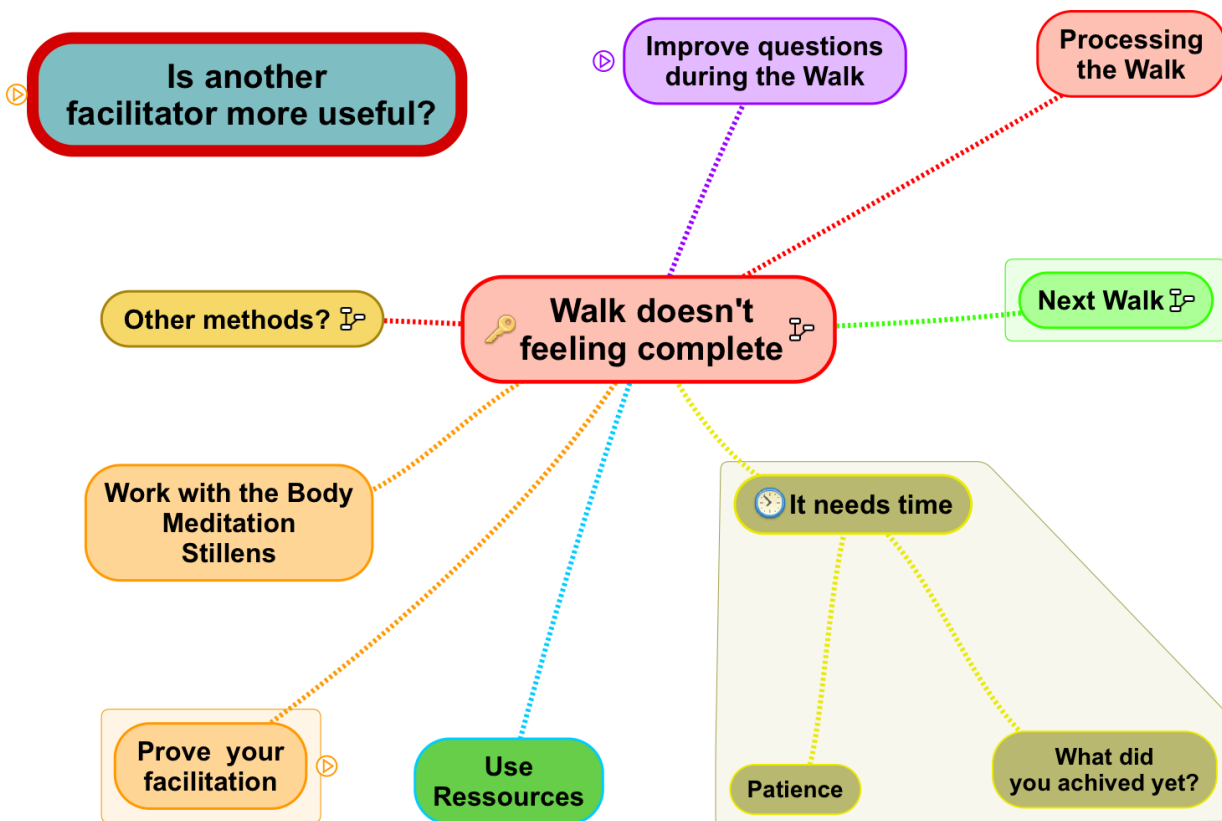 Is another
facilitator more useful?
Improve questions
during the Walk
Processing
the Walk
Other methods?
Walk doesn't
feeling complete
Next Walk
Work with the Body
Meditation
Stillens
It needs time
Prove your
facilitation
Use
Ressources
Patience
What did
you achived yet?